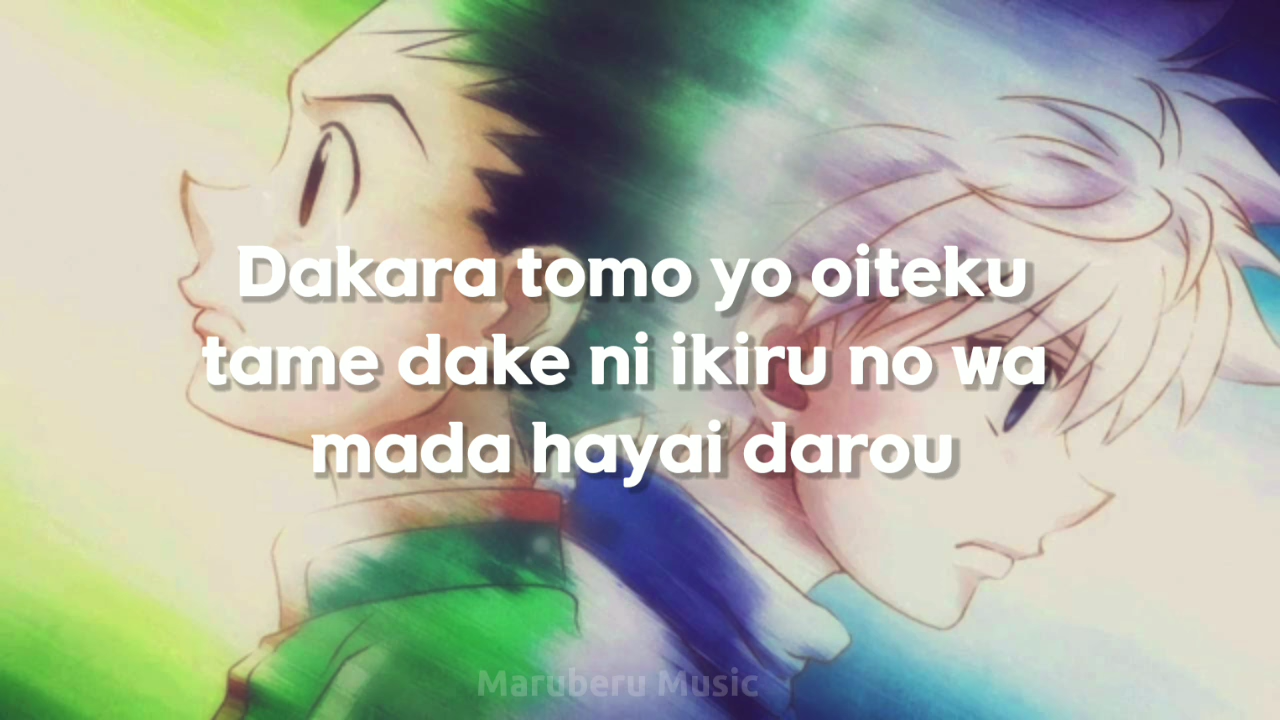 Dakara tomo yo oiteku
tame dake ni ikiru no wa
mada hayai darou
Maruberu Music